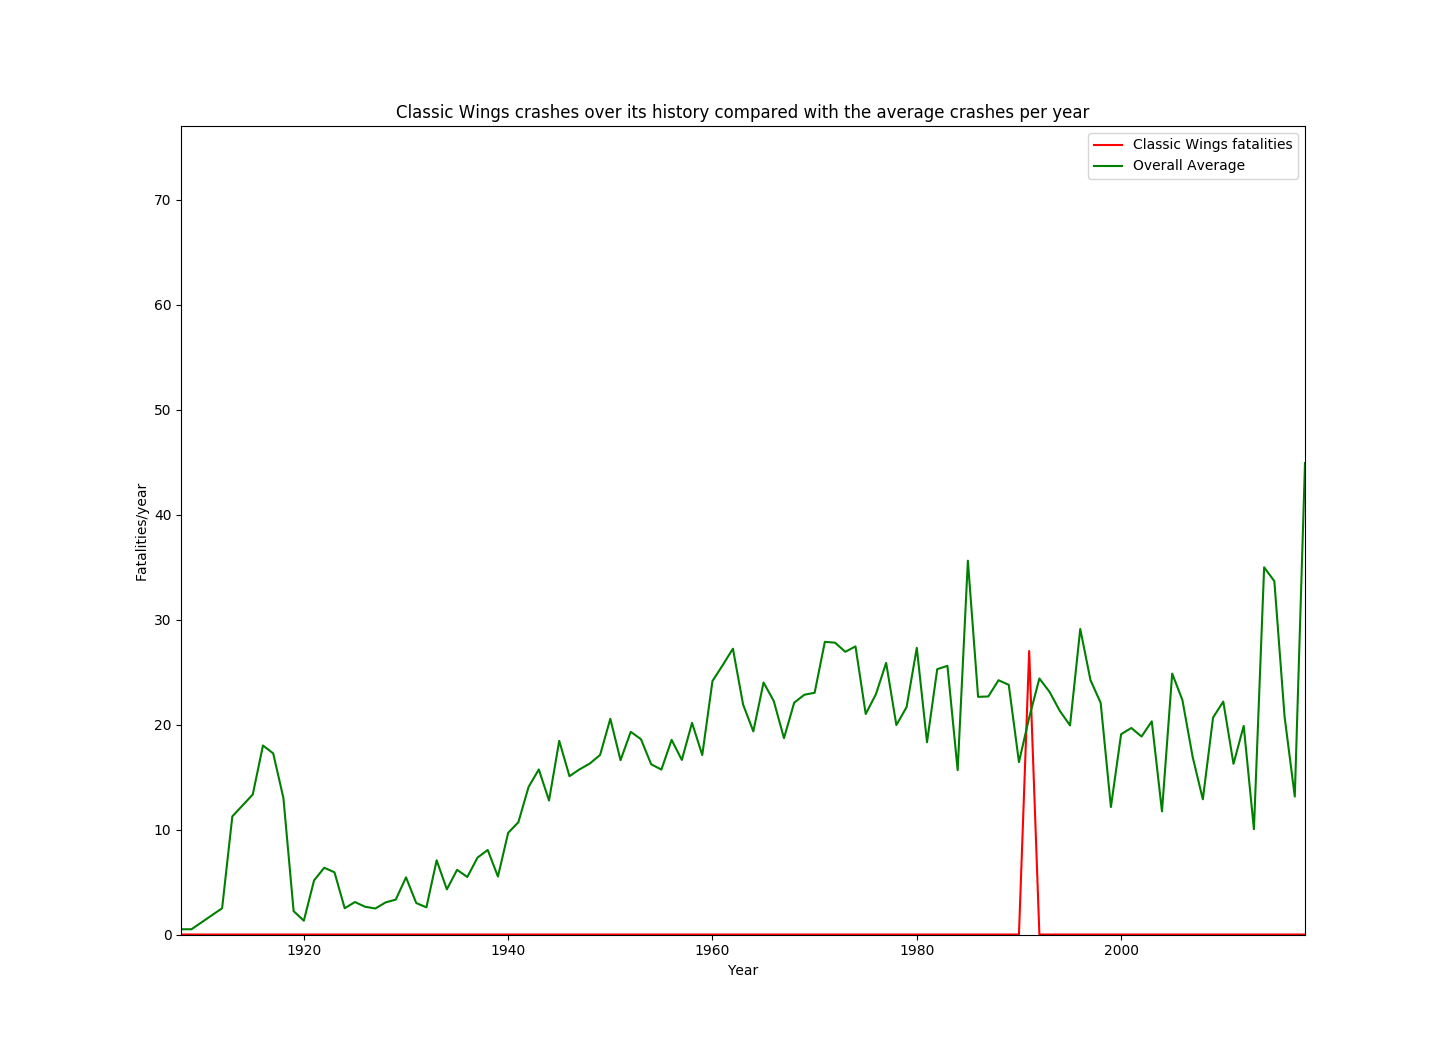 Classic Wings crashes over its history compared with the average crashes per year
Classic Wings fatalities
Overall Average
70
60
50
40
30
20
10
0
Fatalities/year
1920 1940 1960 1980 2000
Year